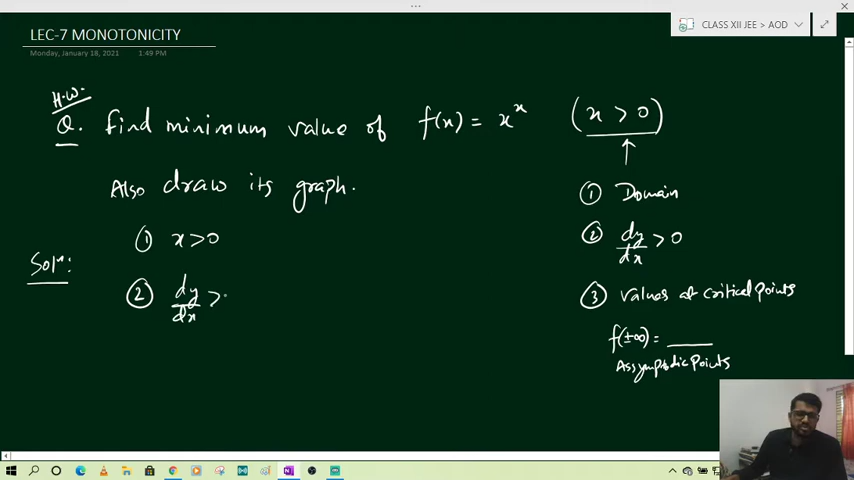 CLASS XII JEE > AOD
LEC-7 MONOTONICITY
Monday, January 18, 2021 1:49 PM
H.W.
Q. Find minimum value of f(x) = x^x (x > 0)
Also draw its graph.
Solⁿ:
① x>0
② dy/dx >
① Domain
② dy/dx > 0
③ values at critical points
f(±∞) = ____
Assymptotic Points